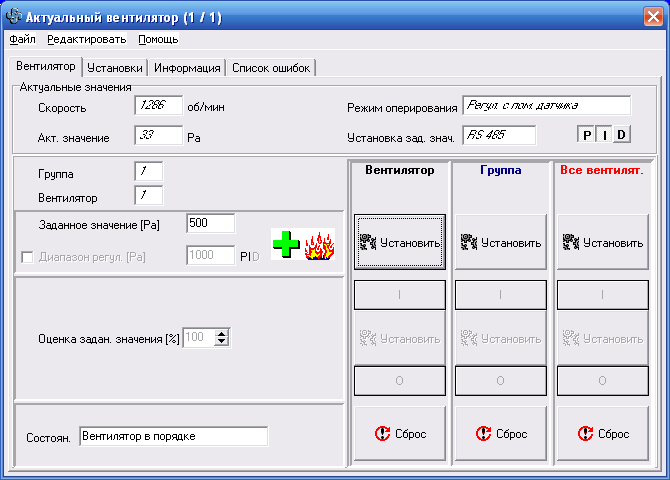 Актуальный вентилятор (1 / 1)
Файл Редактировать Помощь
Вентилятор Установки Информация Список ошибок
Актуальные значения
Скорость 1286 об/мин Режим оперирования Регул. с пом. датчика
Акт. значение 33 Pa Установка зад. знач. RS 485 P I D
Группа 1
Вентилятор 1
Вентилятор Группа Все вентилят.
Заданное значение [Pa] 500
Диапазон регул. [Pa] 1000 PID
Установить Установить Установить
I I I
Оценка задан. значения [%] 100
Установить Установить Установить
O O O
Состоян. Вентилятор в порядке
Сброс Сброс Сброс